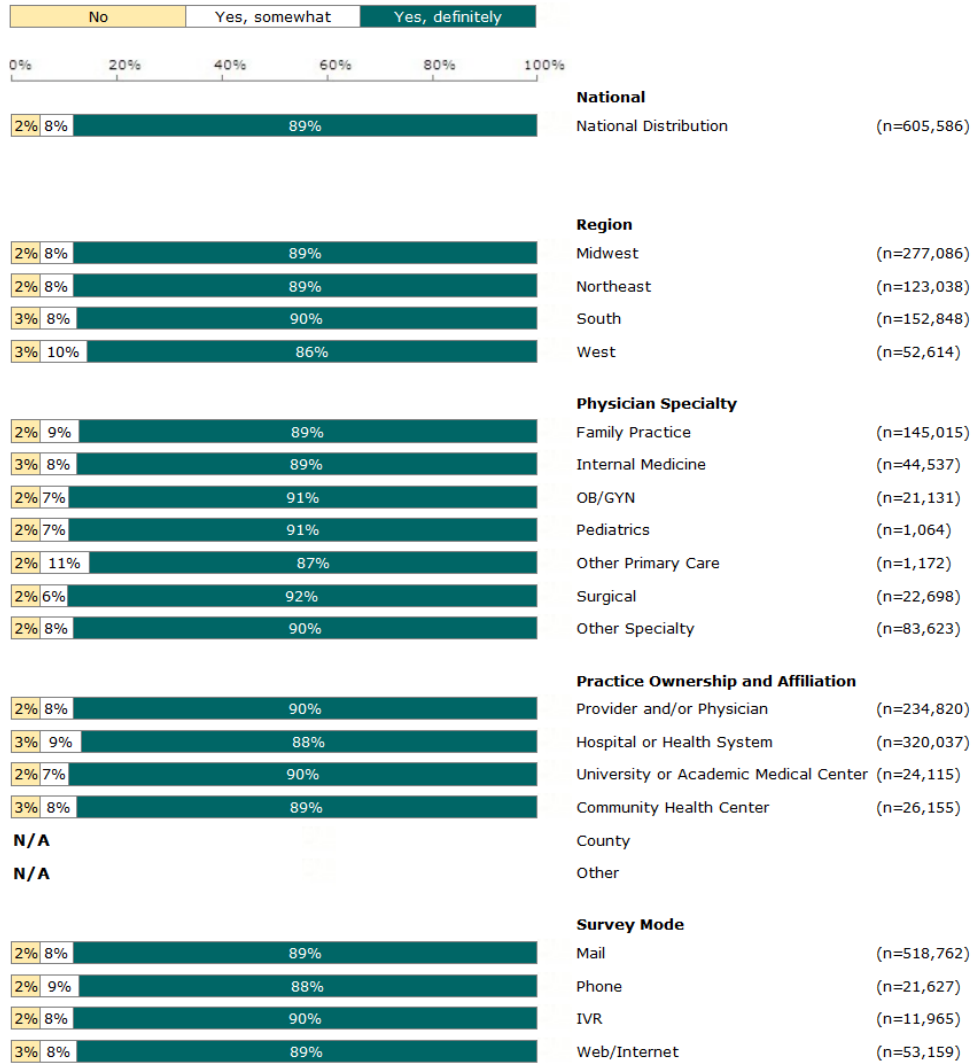 No Yes, somewhat Yes, definitely
0% 20% 40% 60% 80% 100%
National
2% 8% 89% National Distribution (n=605,586)
Region
2% 8% 89% Midwest (n=277,086)
2% 8% 89% Northeast (n=123,038)
3% 8% 90% South (n=152,848)
3% 10% 86% West (n=52,614)
Physician Specialty
2% 9% 89% Family Practice (n=145,015)
3% 8% 89% Internal Medicine (n=44,537)
2% 7% 91% OB/GYN (n=21,131)
2% 7% 91% Pediatrics (n=1,064)
2% 11% 87% Other Primary Care (n=1,172)
2% 6% 92% Surgical (n=22,698)
2% 8% 90% Other Specialty (n=83,623)
Practice Ownership and Affiliation
2% 8% 90% Provider and/or Physician (n=234,820)
3% 9% 88% Hospital or Health System (n=320,037)
2% 7% 90% University or Academic Medical Center (n=24,115)
3% 8% 89% Community Health Center (n=26,155)
N/A County
N/A Other
Survey Mode
2% 8% 89% Mail (n=518,762)
2% 9% 88% Phone (n=21,627)
2% 8% 90% IVR (n=11,965)
3% 8% 89% Web/Internet (n=53,159)